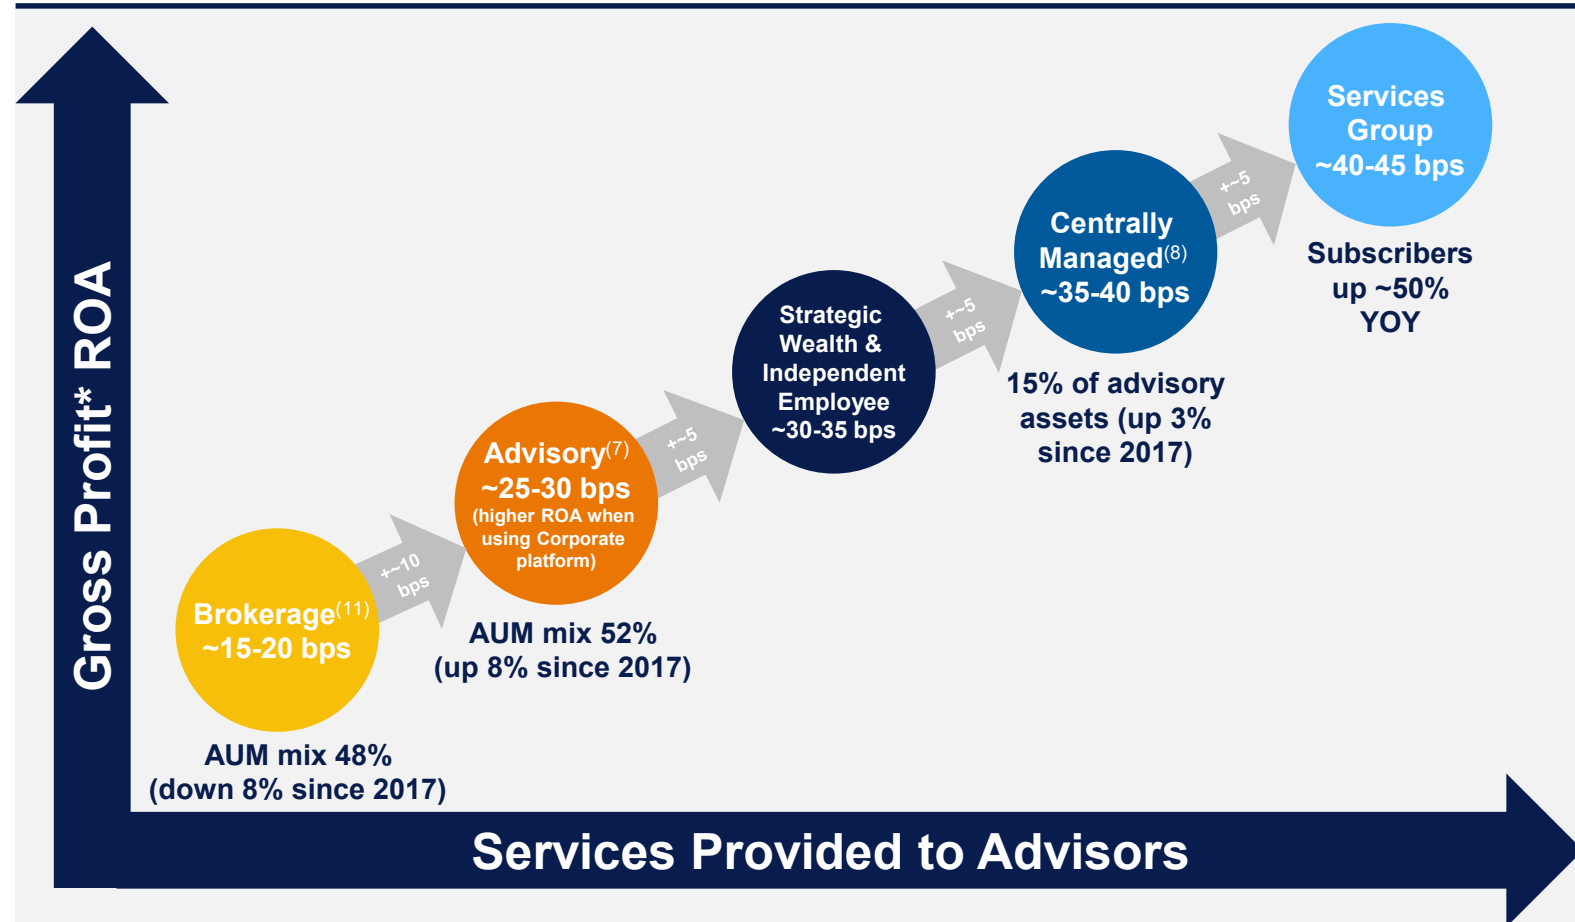 Gross Profit* ROA
Brokerage(11)
~15-20 bps
AUM mix 48%
(down 8% since 2017)
+~10
bps
Advisory(7)
~25-30 bps
(higher ROA when
using Corporate
platform)
AUM mix 52%
(up 8% since 2017)
+~5
bps
Strategic
Wealth &
Independent
Employee
~30-35 bps
+~5
bps
Centrally
Managed(8)
~35-40 bps
15% of advisory
assets (up 3%
since 2017)
+~5
bps
Services
Group
~40-45 bps
Subscribers
up ~50%
YOY
Services Provided to Advisors